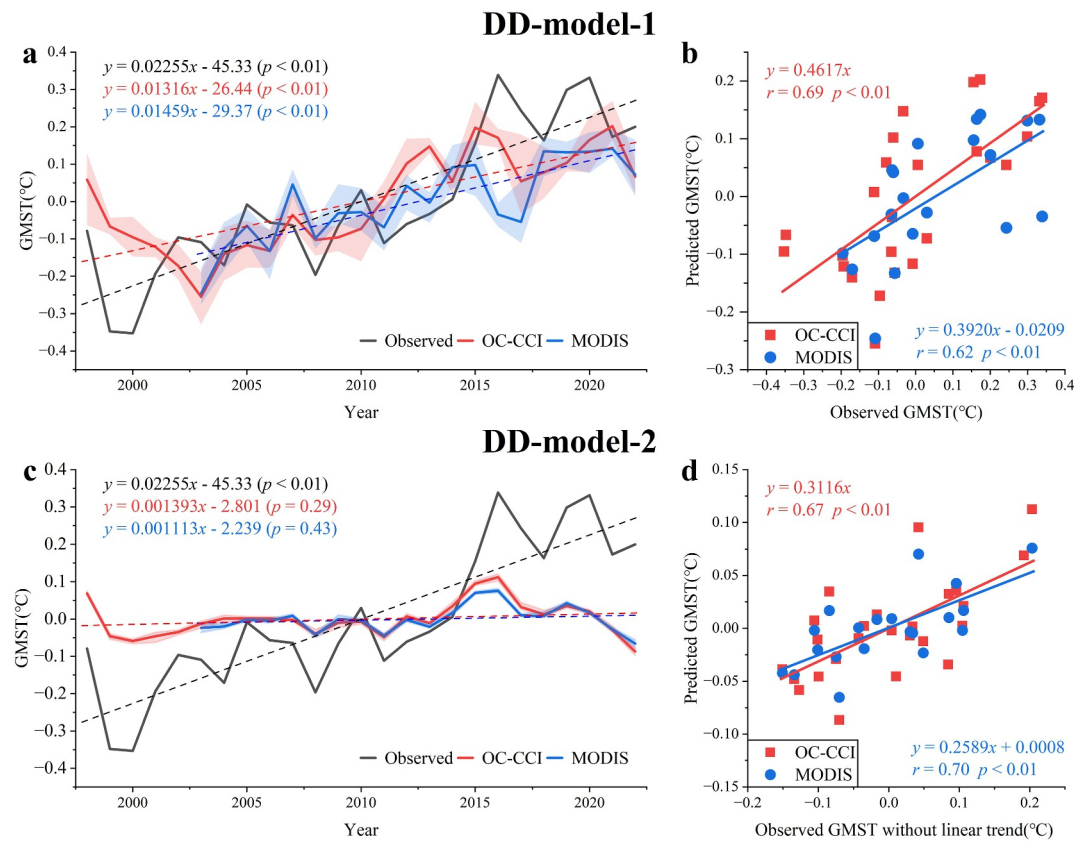 DD-model-1
a
y = 0.02255x - 45.33 (p < 0.01)
y = 0.01316x - 26.44 (p < 0.01)
y = 0.01459x - 29.37 (p < 0.01)
GMST(℃)
0.4
0.3
0.2
0.1
0.0
−0.1
−0.2
−0.3
−0.4
Observed OC-CCI MODIS
2000 2005 2010 2015 2020
Year
b
y = 0.4617x
r = 0.69 p < 0.01
Predicted GMST(℃)
0.2
0.1
0.0
−0.1
−0.2
−0.3
OC-CCI
MODIS
y = 0.3920x - 0.0209
r = 0.62 p < 0.01
−0.4 −0.3 −0.2 −0.1 0.0 0.1 0.2 0.3 0.4
Observed GMST(℃)
DD-model-2
c
y = 0.02255x - 45.33 (p < 0.01)
y = 0.001393x - 2.801 (p = 0.29)
y = 0.001113x - 2.239 (p = 0.43)
GMST(℃)
0.4
0.3
0.2
0.1
0.0
−0.1
−0.2
−0.3
−0.4
Observed OC-CCI MODIS
2000 2005 2010 2015 2020
Year
d
y = 0.3116x
r = 0.67 p < 0.01
Predicted GMST(℃)
0.15
0.10
0.05
0.00
−0.05
−0.10
−0.15
OC-CCI
MODIS
y = 0.2589x + 0.0008
r = 0.70 p < 0.01
−0.2 −0.1 0.0 0.1 0.2
Observed GMST without linear trend(℃)